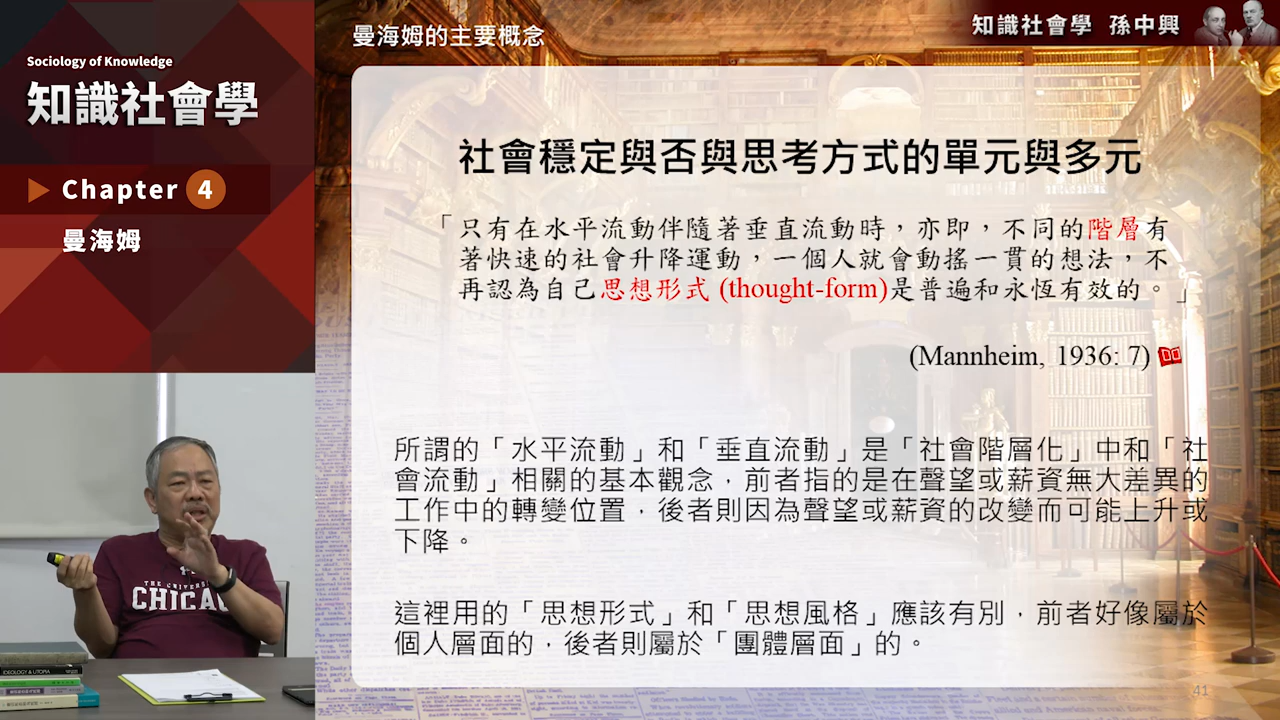 Sociology of Knowledge
知識社會學
Chapter 4
曼海姆
曼海姆的主要概念
知識社會學 孫中興
社會穩定與否與思考方式的單元與多元
「只有在水平流動伴隨著垂直流動時，亦即，不同的階層有
著快速的社會升降運動，一個人就會動搖一貫的想法，不
再認為自己思想形式 (thought-form)是普遍和永恆有效的。」
(Mannheim, 1936: 7)
所謂的「水平流動」和「垂直流動」是「社會階層化」中和「社
會流動」相關的基本觀念，前者指的是在聲望或薪資無大差異的
工作中的轉變位置，後者則因為聲望或薪資的改變而可能上升或
下降。
這裡用的「思想形式」和「思想風格」應該有別，前者好像屬於
個人層面的，後者則屬於「團體層面」的。
41
THE UNIVERS
CHICA
IDEOLOGY & UTOPIA